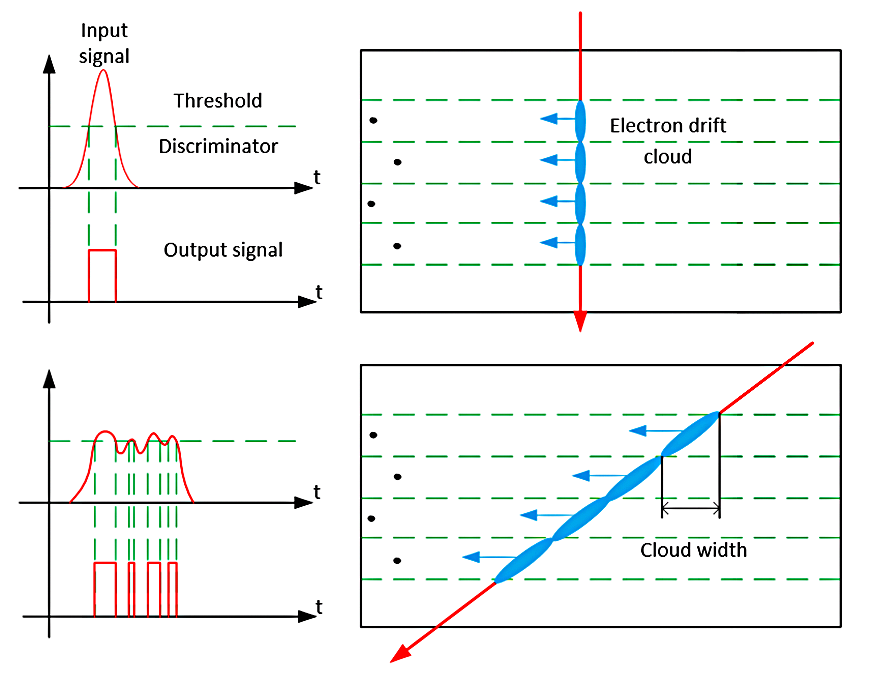 Input
signal
Threshold
Discriminator
t
Output signal
t
Electron drift
cloud
t
t
Cloud width